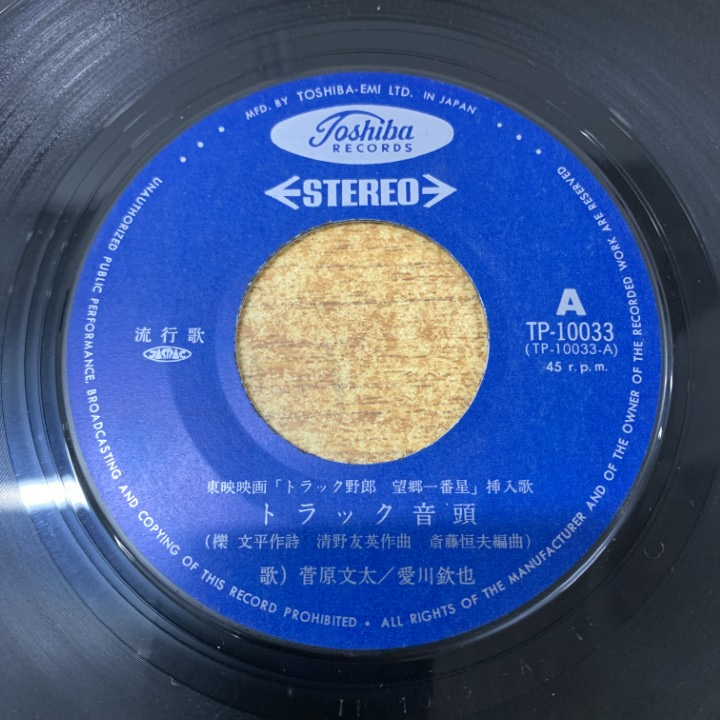 MFD. BY TOSHIBA-EMI LTD. IN JAPAN
Toshiba
RECORDS
STEREO
A
TP-10033
(TP-10033-A)
45 r.p.m.
流行歌
JASRAC
東映映画「トラック野郎 望郷一番星」挿入歌
トラック音頭
(櫟 文平作詩 清野友英作曲 斎藤恒夫編曲)
歌) 菅原文太/愛川欽也
UNAUTHORIZED PUBLIC PERFORMANCE, BROADCASTING AND COPYING OF THIS RECORD PROHIBITED • ALL RIGHTS OF THE MANUFACTURER AND OF THE OWNER OF THE RECORDED WORK ARE RESERVED